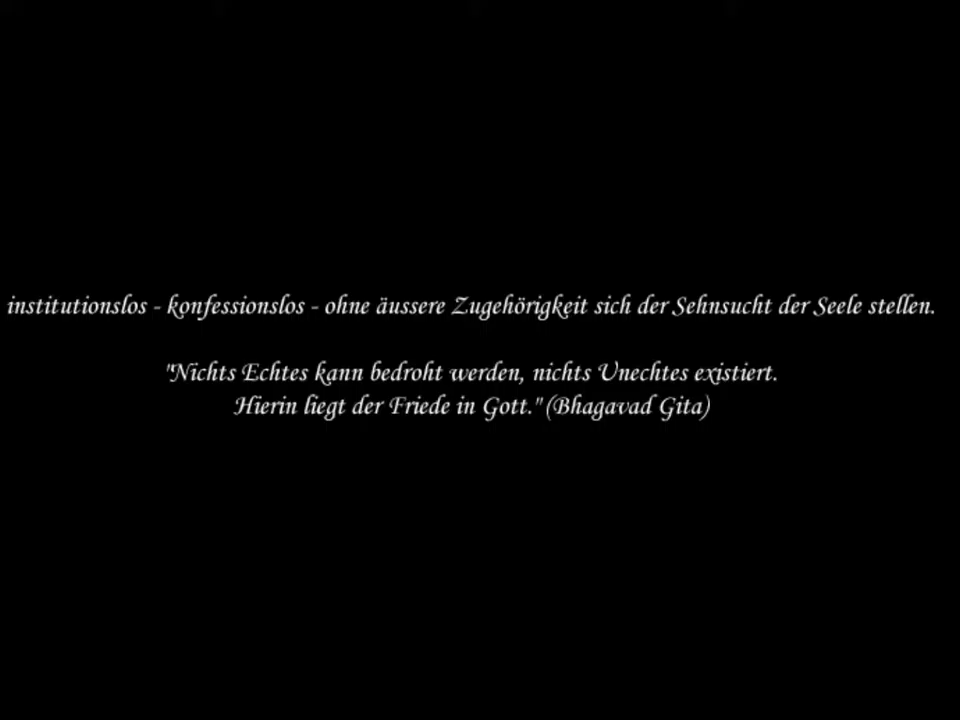 institutionslos - konfessionslos - ohne äussere Zugehörigkeit sich der Sehnsucht der Seele stellen.
"Nichts Echtes kann bedroht werden, nichts Unechtes existiert.
Hierin liegt der Friede in Gott." (Bhagavad Gita)